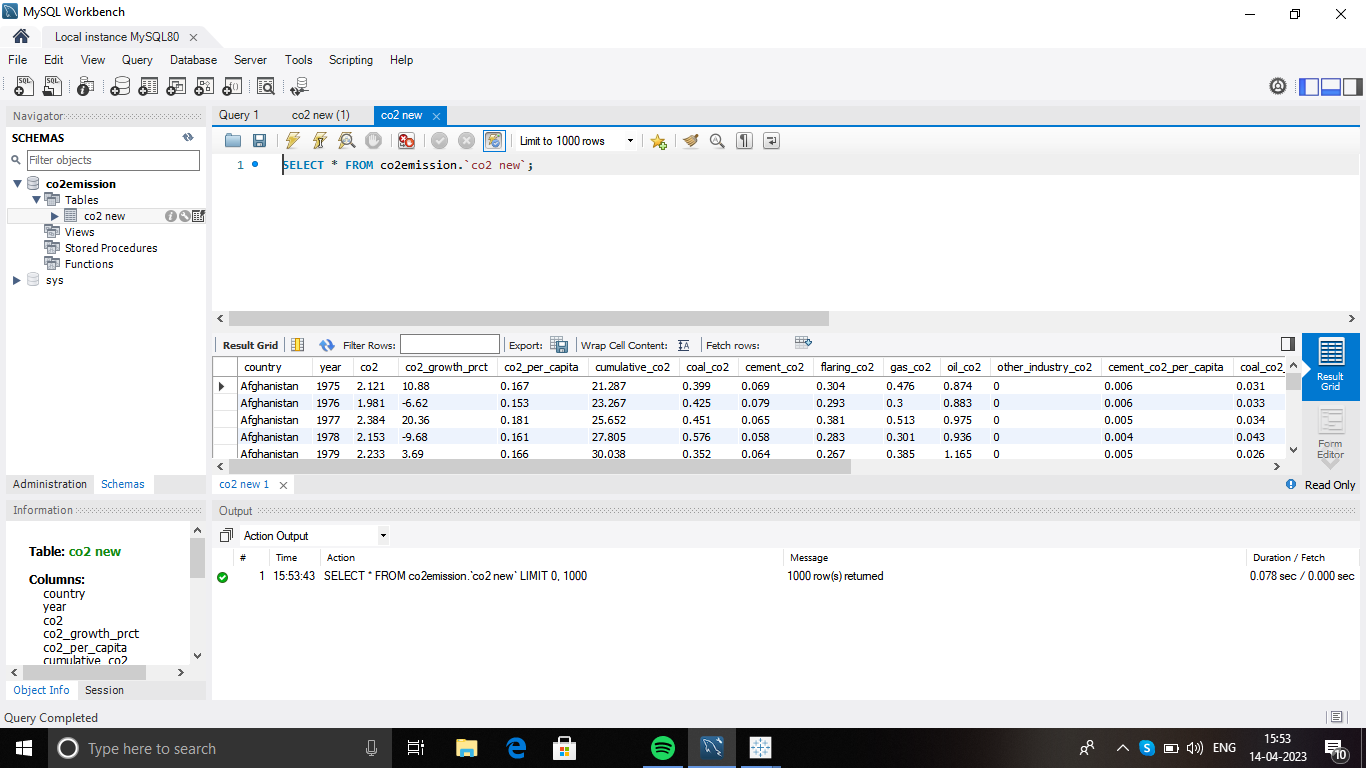 MySQL Workbench
Local instance MySQL80
File Edit View Query Database Server Tools Scripting Help
Navigator
SCHEMAS
Filter objects
co2emission
Tables
co2 new
Views
Stored Procedures
Functions
sys
Administration Schemas
Information
Table: co2 new
Columns:
country
year
co2
co2_growth_prct
co2_per_capita
cumulative_co2
Object Info Session
Query 1 co2 new (1) co2 new
Limit to 1000 rows
1 SELECT * FROM co2emission.`co2 new`;
Result Grid Filter Rows: Export: Wrap Cell Content: Fetch rows:
country year co2 co2_growth_prct co2_per_capita cumulative_co2 coal_co2 cement_co2 flaring_co2 gas_co2 oil_co2 other_industry_co2 cement_co2_per_capita coal_co2_
Afghanistan 1975 2.121 10.88 0.167 21.287 0.399 0.069 0.304 0.476 0.874 0 0.006 0.031
Afghanistan 1976 1.981 -6.62 0.153 23.267 0.425 0.079 0.293 0.3 0.883 0 0.006 0.033
Afghanistan 1977 2.384 20.36 0.181 25.652 0.451 0.065 0.381 0.513 0.975 0 0.005 0.034
Afghanistan 1978 2.153 -9.68 0.161 27.805 0.576 0.058 0.283 0.301 0.936 0 0.004 0.043
Afghanistan 1979 2.233 3.69 0.166 30.038 0.352 0.064 0.267 0.385 1.165 0 0.005 0.026
Result
Grid
Form
Editor
co2 new 1
Read Only
Output
Action Output
# Time Action Message Duration / Fetch
1 15:53:43 SELECT * FROM co2emission.`co2 new` LIMIT 0, 1000 1000 row(s) returned 0.078 sec / 0.000 sec
Query Completed
Type here to search
ENG
15:53
14-04-2023
10